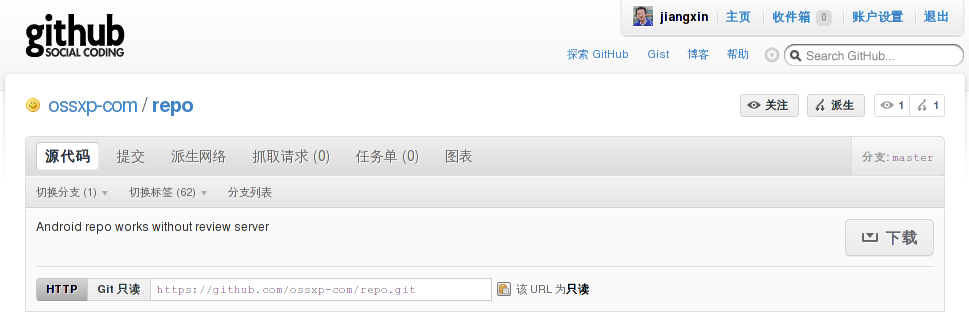 github
SOCIAL CODING
jiangxin 主页 收件箱 0 账户设置 退出
探索 GitHub Gist 博客 帮助 Search GitHub...
ossxp-com / repo
关注 派生 1 1
源代码 提交 派生网络 抓取请求 (0) 任务单 (0) 图表 分支: master
切换分支 (1) 切换标签 (62) 分支列表
Android repo works without review server
下载
HTTP Git 只读 https://github.com/ossxp-com/repo.git 该 URL 为只读